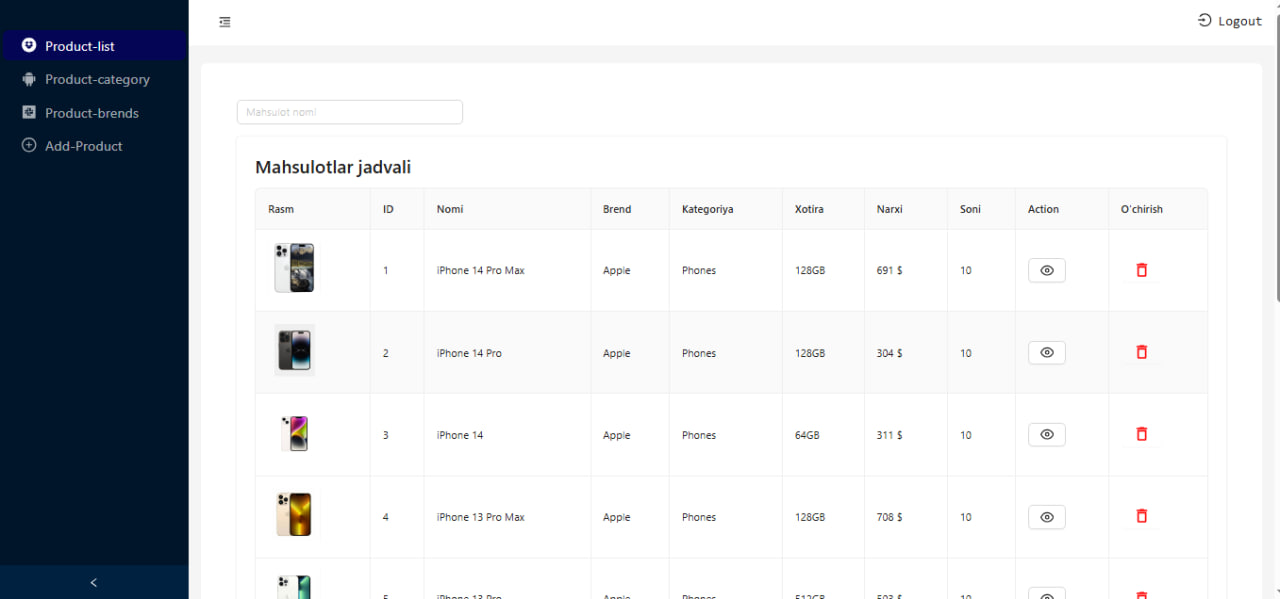 Logout
Product-list
Product-category
Product-brends
Add-Product
Mahsulot nomi
Mahsulotlar jadvali
Rasm ID Nomi Brend Kategoriya Xotira Narxi Soni Action O'chirish
1 iPhone 14 Pro Max Apple Phones 128GB 691 $ 10
2 iPhone 14 Pro Apple Phones 128GB 304 $ 10
3 iPhone 14 Apple Phones 64GB 311 $ 10
4 iPhone 13 Pro Max Apple Phones 128GB 708 $ 10
5 iPhone 13 Pro Apple Phones 512GB 593 $ 10